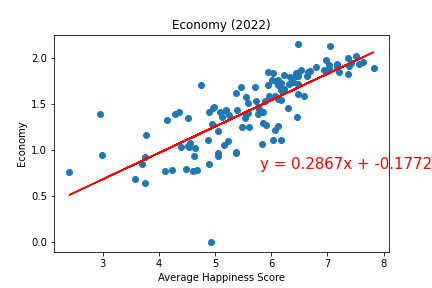 Economy (2022)
Economy
2.0
1.5
1.0
0.5
0.0
y = 0.2867x + -0.1772
3 4 5 6 7 8
Average Happiness Score